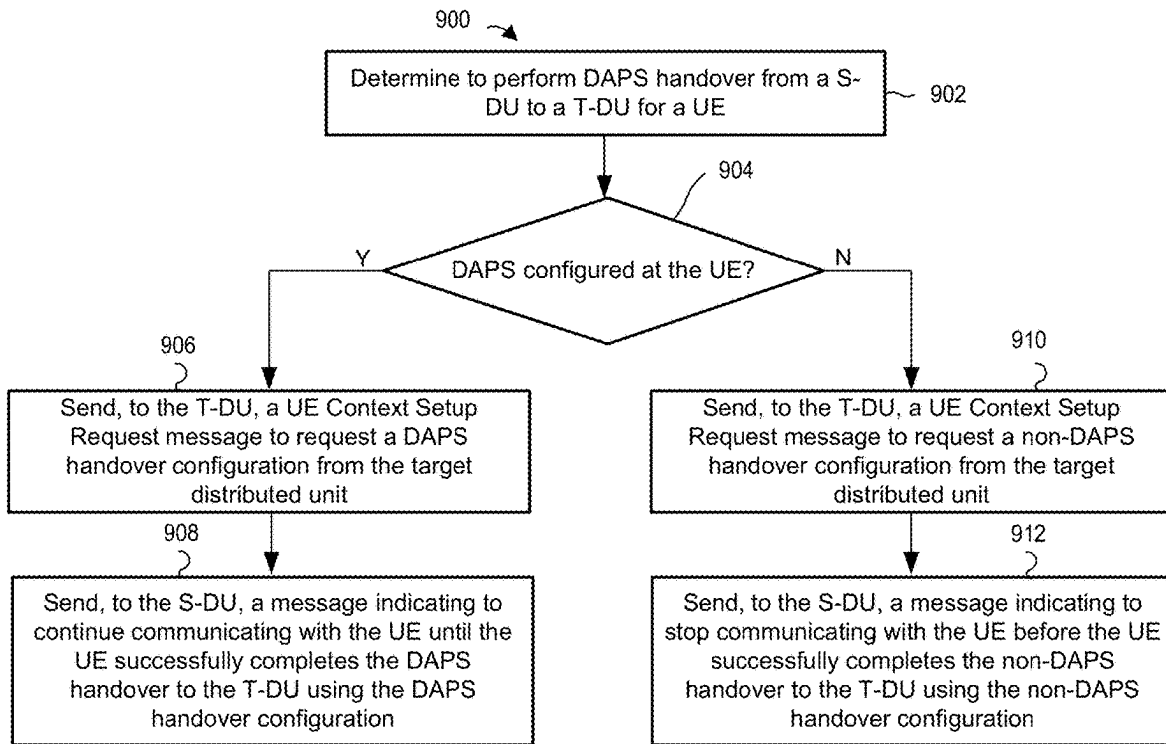 900
Determine to perform DAPS handover from a S-
DU to a T-DU for a UE
902
904
DAPS configured at the UE?
Y
N
906
Send, to the T-DU, a UE Context Setup
Request message to request a DAPS
handover configuration from the target
distributed unit
908
Send, to the S-DU, a message indicating to
continue communicating with the UE until the
UE successfully completes the DAPS
handover to the T-DU using the DAPS
handover configuration
910
Send, to the T-DU, a UE Context Setup
Request message to request a non-DAPS
handover configuration from the target
distributed unit
912
Send, to the S-DU, a message indicating to
stop communicating with the UE before the UE
successfully completes the non-DAPS
handover to the T-DU using the non-DAPS
handover configuration